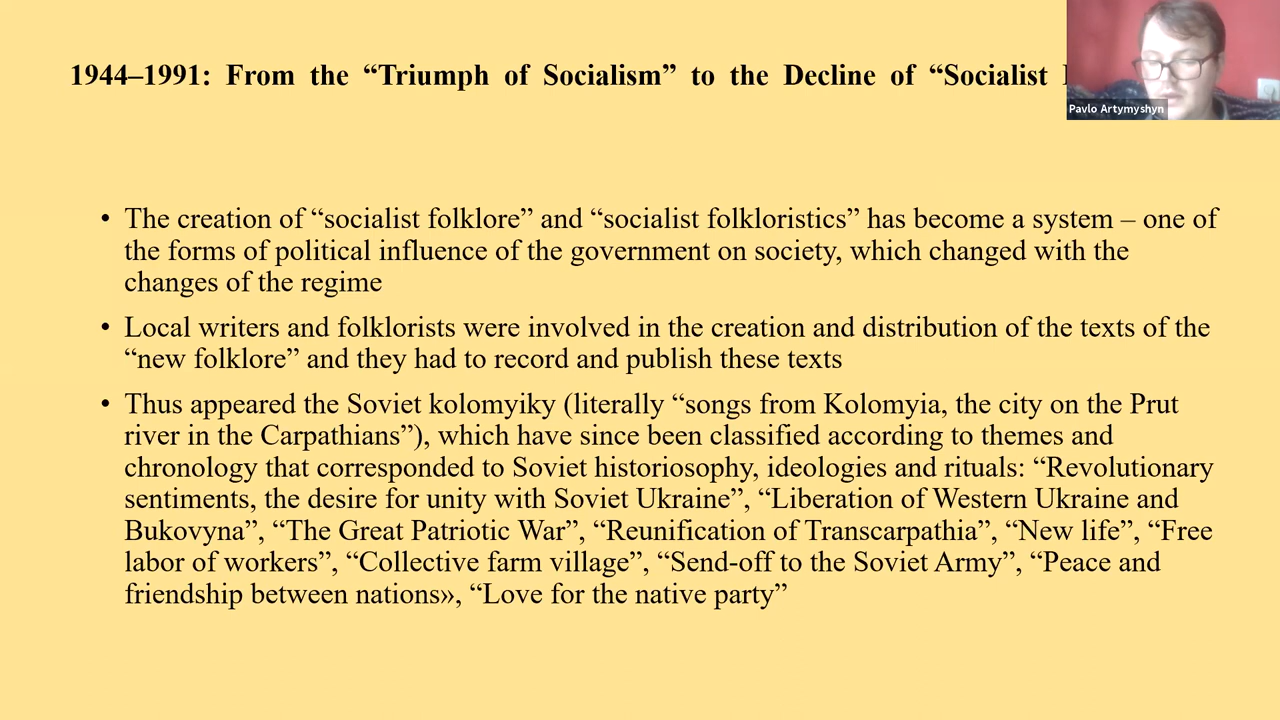 1944–1991: From the “Triumph of Socialism” to the Decline of “Socialist
Pavlo Artymyshyn
• The creation of “socialist folklore” and “socialist folkloristics” has become a system – one of
the forms of political influence of the government on society, which changed with the
changes of the regime
• Local writers and folklorists were involved in the creation and distribution of the texts of the
“new folklore” and they had to record and publish these texts
• Thus appeared the Soviet kolomyiky (literally “songs from Kolomyia, the city on the Prut
river in the Carpathians”), which have since been classified according to themes and
chronology that corresponded to Soviet historiosophy, ideologies and rituals: “Revolutionary
sentiments, the desire for unity with Soviet Ukraine”, “Liberation of Western Ukraine and
Bukovyna”, “The Great Patriotic War”, “Reunification of Transcarpathia”, “New life”, “Free
labor of workers”, “Collective farm village”, “Send-off to the Soviet Army”, “Peace and
friendship between nations», “Love for the native party”